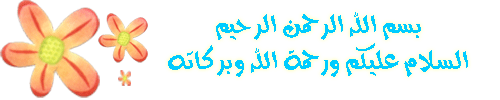 بسم الله الرحمن الرحيم
السلام عليكم ورحمة الله وبركاته